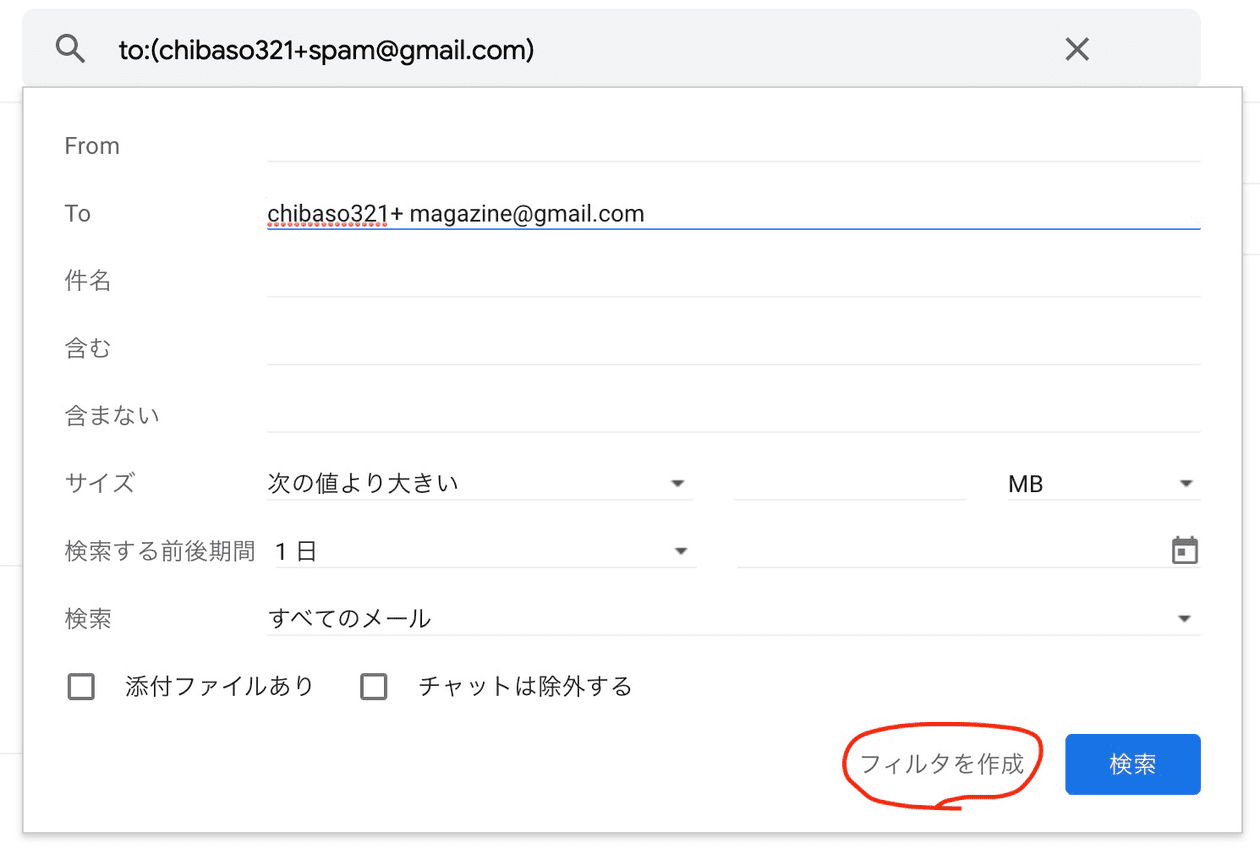 to:(chibaso321+spam@gmail.com)
From
To chibaso321+ magazine@gmail.com
件名
含む
含まない
サイズ 次の値より大きい MB
検索する前後期間 1 日
検索 すべてのメール
添付ファイルあり チャットは除外する
フィルタを作成 検索